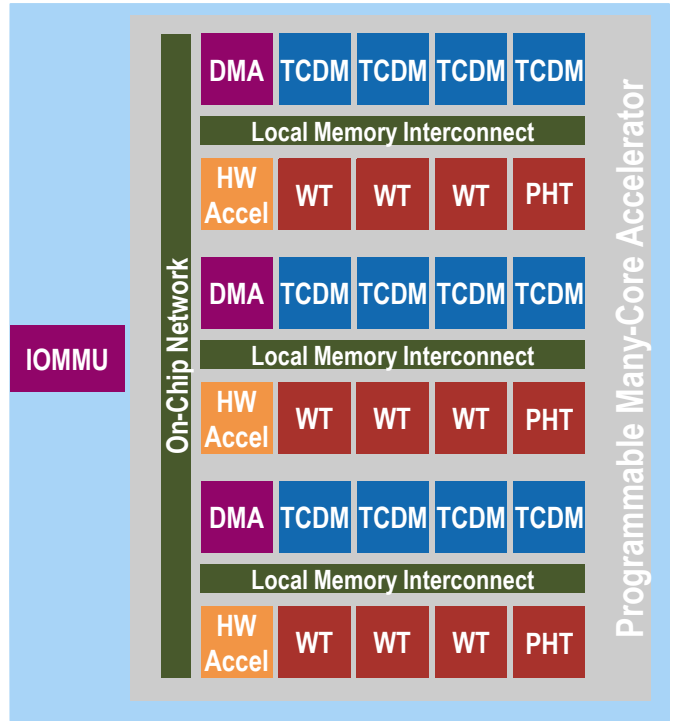 DMA TCDM TCDM TCDM TCDM
Local Memory Interconnect
HW Accel WT WT WT PHT
DMA TCDM TCDM TCDM TCDM
Local Memory Interconnect
HW Accel WT WT WT PHT
DMA TCDM TCDM TCDM TCDM
Local Memory Interconnect
HW Accel WT WT WT PHT
IOMMU
On-Chip Network
Programmable Many-Core Accelerator